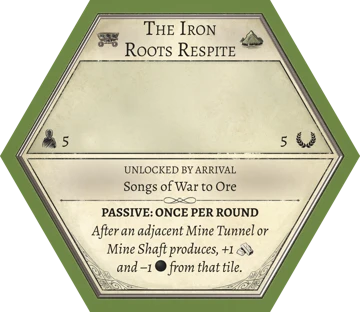 The Iron
Roots Respite
5
5
UNLOCKED BY ARRIVAL
Songs of War to Ore
PASSIVE: ONCE PER ROUND
After an adjacent Mine Tunnel or
Mine Shaft produces, +1
and −1 from that tile.